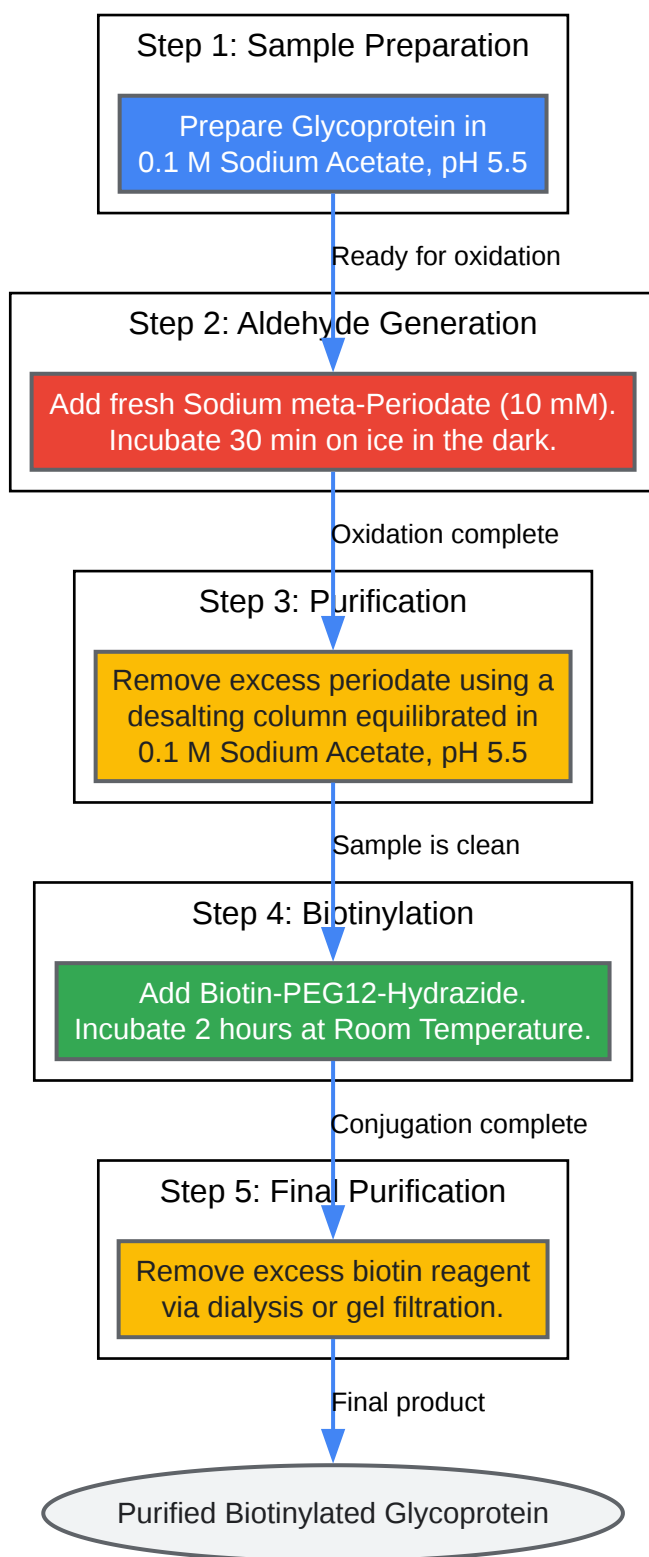 Step 1: Sample Preparation
Prepare Glycoprotein in
0.1 M Sodium Acetate, pH 5.5
Ready for oxidation
Step 2: Aldehyde Generation
Add fresh Sodium meta-Periodate (10 mM).
Incubate 30 min on ice in the dark.
Oxidation complete
Step 3: Purification
Remove excess periodate using a
desalting column equilibrated in
0.1 M Sodium Acetate, pH 5.5
Sample is clean
Step 4: Biotinylation
Add Biotin-PEG12-Hydrazide.
Incubate 2 hours at Room Temperature.
Conjugation complete
Step 5: Final Purification
Remove excess biotin reagent
via dialysis or gel filtration.
Final product
Purified Biotinylated Glycoprotein